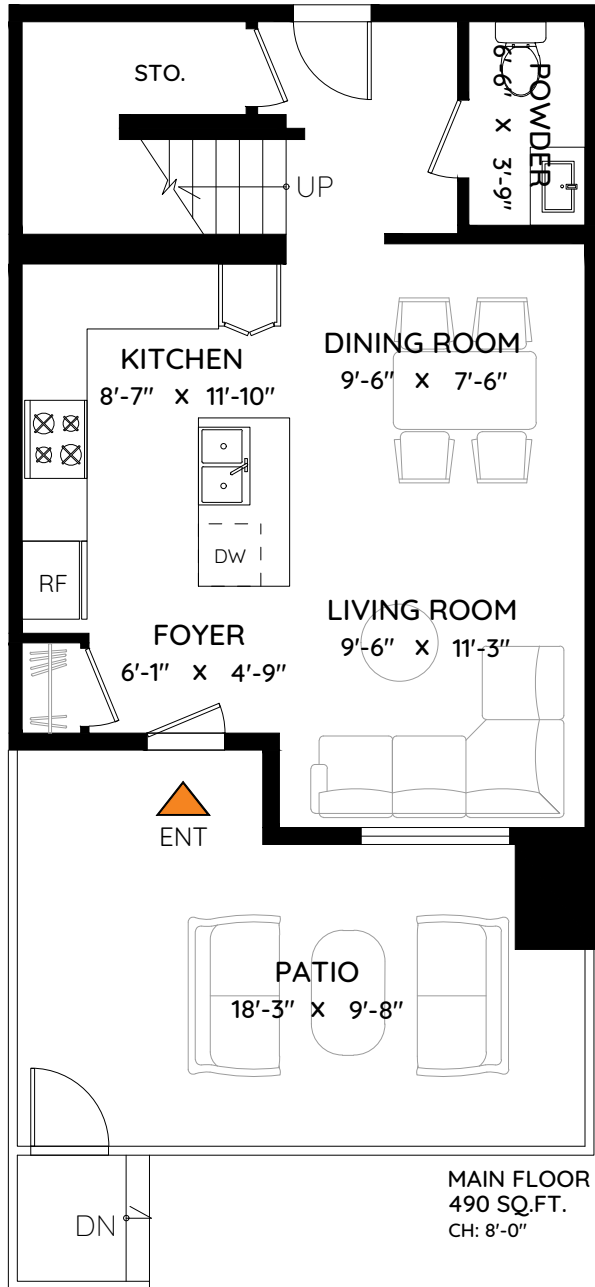 STO.
POWDER
6'-6" X 3'-9"
UP
KITCHEN
8'-7" X 11'-10"
DINING ROOM
9'-6" X 7'-6"
DW
RF
FOYER
6'-1" X 4'-9"
LIVING ROOM
9'-6" X 11'-3"
ENT
PATIO
18'-3" X 9'-8"
DN
MAIN FLOOR
490 SQ.FT.
CH: 8'-0"